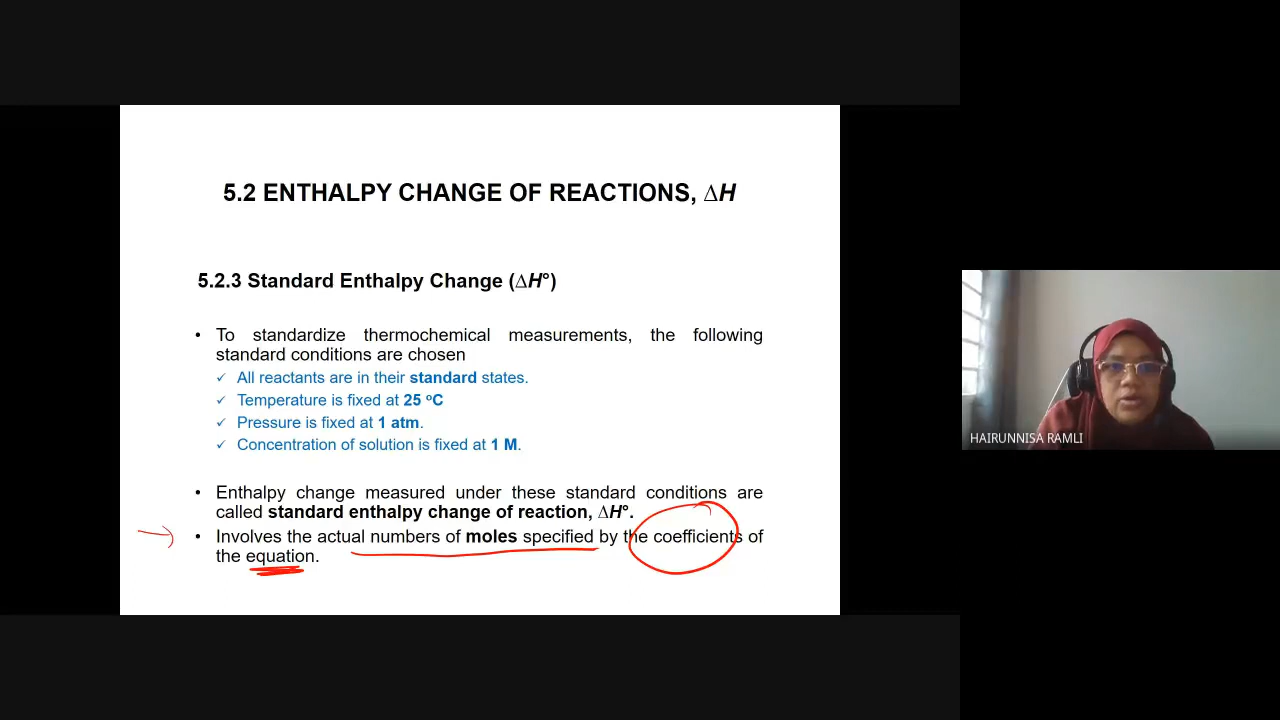 5.2 ENTHALPY CHANGE OF REACTIONS, ∆H
5.2.3 Standard Enthalpy Change (∆H°)
• To standardize thermochemical measurements, the following
standard conditions are chosen
✓ All reactants are in their standard states.
✓ Temperature is fixed at 25 ºC
✓ Pressure is fixed at 1 atm.
✓ Concentration of solution is fixed at 1 M.
• Enthalpy change measured under these standard conditions are
called standard enthalpy change of reaction, ∆H°.
• Involves the actual numbers of moles specified by the coefficients of
the equation.
HAIRUNNISA RAMLI